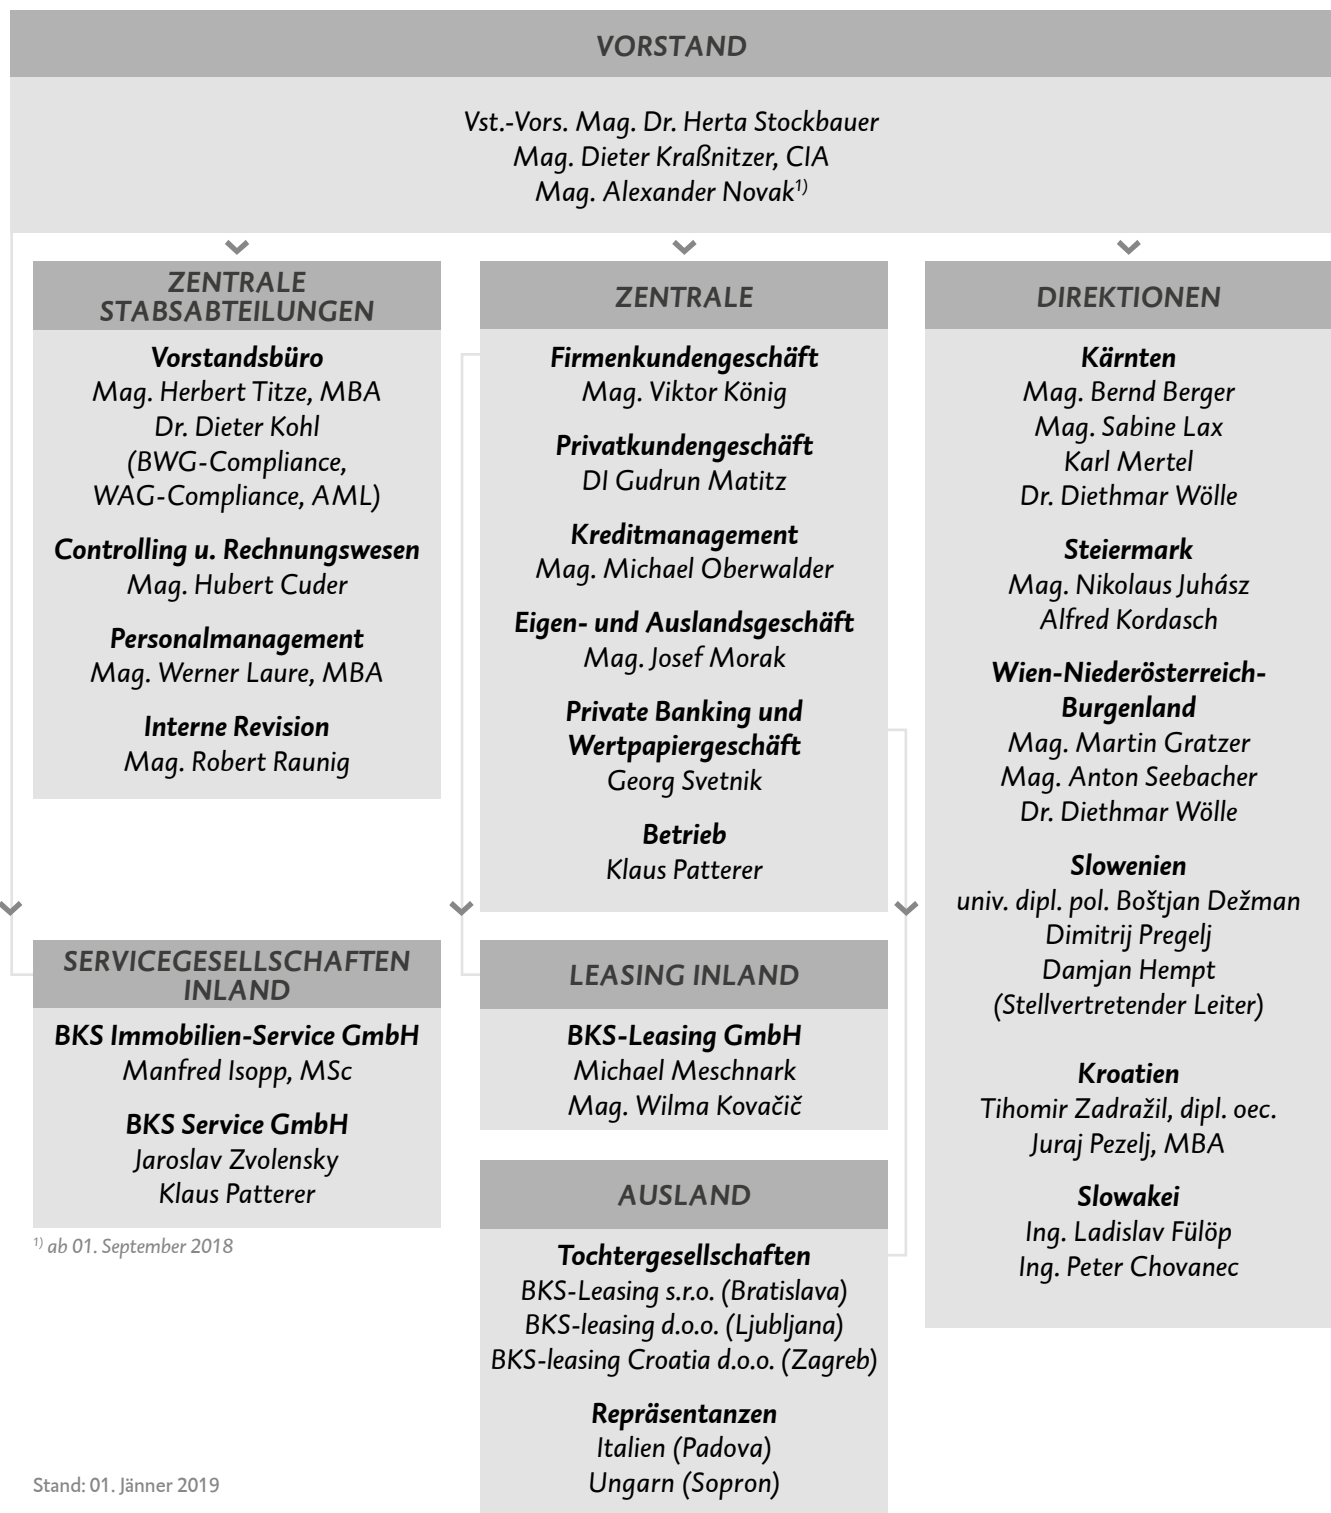 VORSTAND
Vst.-Vors. Mag. Dr. Herta Stockbauer
Mag. Dieter Kraßnitzer, CIA
Mag. Alexander Novak1)
ZENTRALE
STABSABTEILUNGEN
Vorstandsbüro
Mag. Herbert Titze, MBA
Dr. Dieter Kohl
(BWG-Compliance,
WAG-Compliance, AML)
Controlling u. Rechnungswesen
Mag. Hubert Cuder
Personalmanagement
Mag. Werner Laure, MBA
Interne Revision
Mag. Robert Raunig
ZENTRALE
Firmenkundengeschäft
Mag. Viktor König
Privatkundengeschäft
DI Gudrun Matitz
Kreditmanagement
Mag. Michael Oberwalder
Eigen- und Auslandsgeschäft
Mag. Josef Morak
Private Banking und
Wertpapiergeschäft
Georg Svetnik
Betrieb
Klaus Patterer
DIREKTIONEN
Kärnten
Mag. Bernd Berger
Mag. Sabine Lax
Karl Mertel
Dr. Diethmar Wölle
Steiermark
Mag. Nikolaus Juhász
Alfred Kordasch
Wien-Niederösterreich-
Burgenland
Mag. Martin Gratzer
Mag. Anton Seebacher
Dr. Diethmar Wölle
Slowenien
univ. dipl. pol. Boštjan Dežman
Dimitrij Pregelj
Damjan Hempt
(Stellvertretender Leiter)
Kroatien
Tihomir Zadražil, dipl. oec.
Juraj Pezelj, MBA
Slowakei
Ing. Ladislav Fülöp
Ing. Peter Chovanec
SERVICEGESELLSCHAFTEN
INLAND
BKS Immobilien-Service GmbH
Manfred Isopp, MSc
BKS Service GmbH
Jaroslav Zvolensky
Klaus Patterer
1) ab 01. September 2018
LEASING INLAND
BKS-Leasing GmbH
Michael Meschnark
Mag. Wilma Kovačič
AUSLAND
Tochtergesellschaften
BKS-Leasing s.r.o. (Bratislava)
BKS-leasing d.o.o. (Ljubljana)
BKS-leasing Croatia d.o.o. (Zagreb)
Repräsentanzen
Italien (Padova)
Ungarn (Sopron)
Stand: 01. Jänner 2019